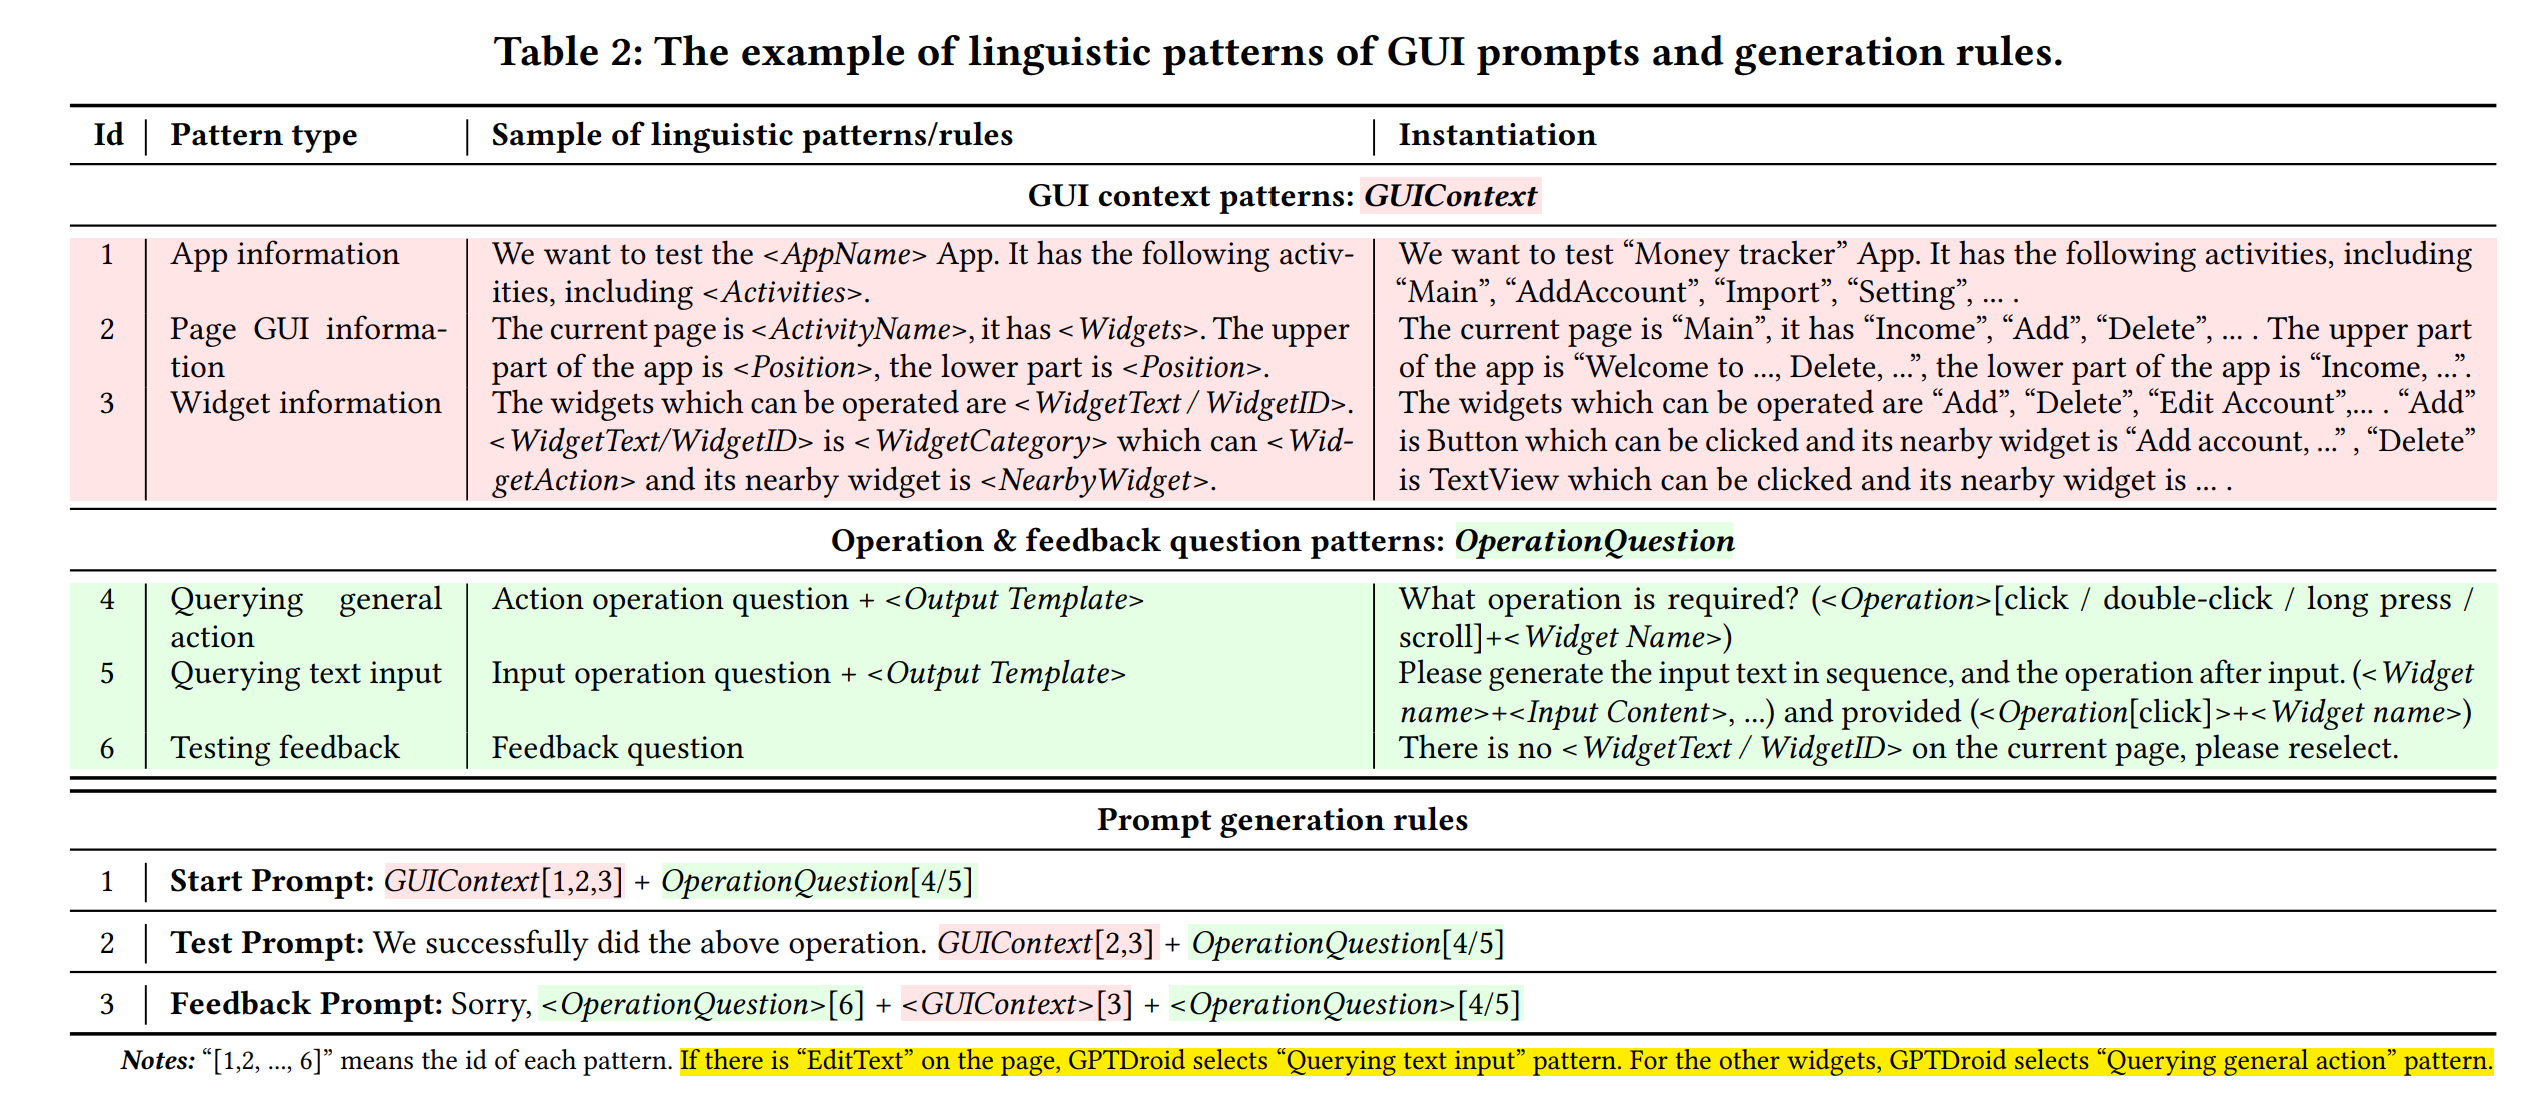 Table 2: The example of linguistic patterns of GUI prompts and generation rules.
Id | Pattern type | Sample of linguistic patterns/rules | Instantiation
GUI context patterns: GUIContext
1 | App information | We want to test the <AppName> App. It has the following activ- | We want to test “Money tracker” App. It has the following activities, including
ities, including <Activities>. | “Main”, “AddAccount”, “Import”, “Setting”, ... .
2 | Page GUI informa- | The current page is <ActivityName>, it has <Widgets>. The upper | The current page is “Main”, it has “Income”, “Add”, “Delete”, ... . The upper part
tion | part of the app is <Position>, the lower part is <Position>. | of the app is “Welcome to ..., Delete, ...”, the lower part of the app is “Income, ...”.
3 | Widget information | The widgets which can be operated are <WidgetText / WidgetID>. | The widgets which can be operated are “Add”, “Delete”, “Edit Account”,... . “Add”
<WidgetText/WidgetID> is <WidgetCategory> which can <Wid- | is Button which can be clicked and its nearby widget is “Add account, ...” , “Delete”
getAction> and its nearby widget is <NearbyWidget>. | is TextView which can be clicked and its nearby widget is ... .
Operation & feedback question patterns: OperationQuestion
4 | Querying general | Action operation question + <Output Template> | What operation is required? (<Operation>[click / double-click / long press /
action | scroll]+<Widget Name>)
5 | Querying text input | Input operation question + <Output Template> | Please generate the input text in sequence, and the operation after input. (<Widget
name>+<Input Content>, ...) and provided (<Operation[click]>+<Widget name>)
6 | Testing feedback | Feedback question | There is no <WidgetText / WidgetID> on the current page, please reselect.
Prompt generation rules
1 | Start Prompt: GUIContext[1,2,3] + OperationQuestion[4/5]
2 | Test Prompt: We successfully did the above operation. GUIContext[2,3] + OperationQuestion[4/5]
3 | Feedback Prompt: Sorry, <OperationQuestion>[6] + <GUIContext>[3] + <OperationQuestion>[4/5]
Notes: “[1,2, ..., 6]” means the id of each pattern. If there is “EditText” on the page, GPTDroid selects “Querying text input” pattern. For the other widgets, GPTDroid selects “Querying general action” pattern.